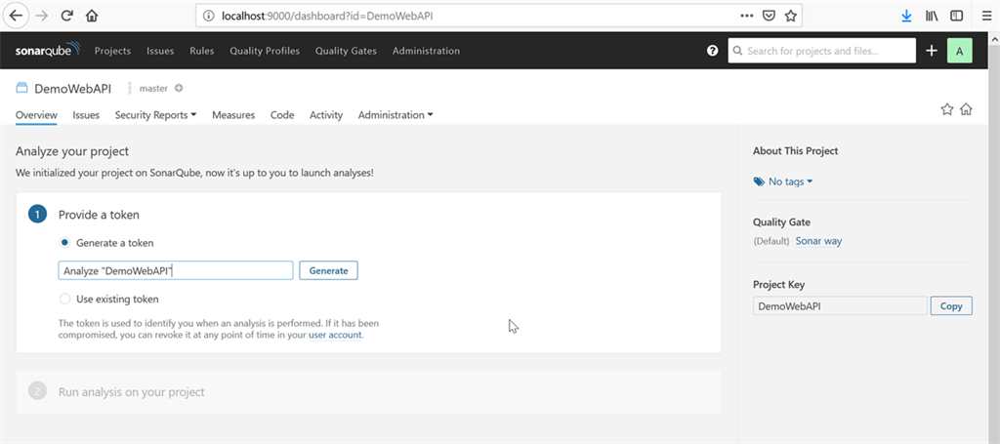 localhost:9000/dashboard?id=DemoWebAPI
sonarqube Projects Issues Rules Quality Profiles Quality Gates Administration Search for projects and files... A
DemoWebAPI master
Overview Issues Security Reports Measures Code Activity Administration
Analyze your project
We initialized your project on SonarQube, now it's up to you to launch analyses!
1 Provide a token
Generate a token
Analyze "DemoWebAPI" Generate
Use existing token
The token is used to identify you when an analysis is performed. If it has been
compromised, you can revoke it at any point of time in your user account.
2 Run analysis on your project
About This Project
No tags
Quality Gate
(Default) Sonar way
Project Key
DemoWebAPI Copy